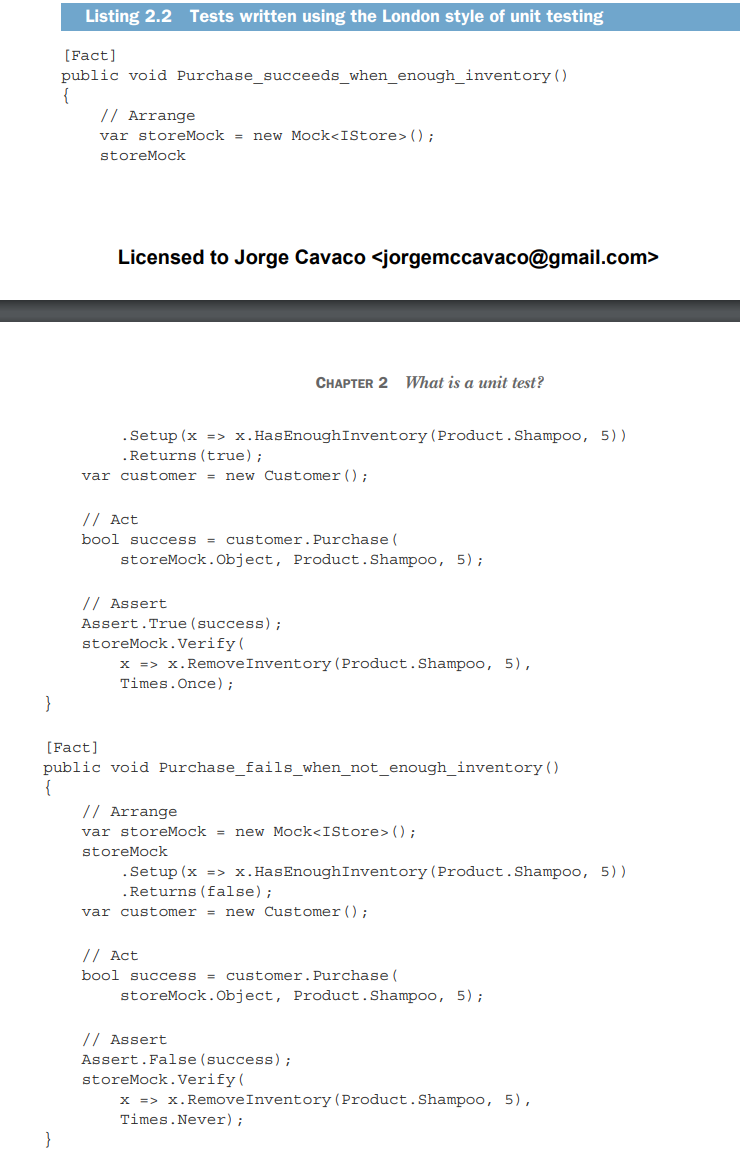 Listing 2.2 Tests written using the London style of unit testing
[Fact]
public void Purchase_succeeds_when_enough_inventory()
{
// Arrange
var storeMock = new Mock<IStore>();
storeMock
Licensed to Jorge Cavaco <jorgemccavaco@gmail.com>
CHAPTER 2 What is a unit test?
.Setup(x => x.HasEnoughInventory(Product.Shampoo, 5))
.Returns(true);
var customer = new Customer();
// Act
bool success = customer.Purchase(
storeMock.Object, Product.Shampoo, 5);
// Assert
Assert.True(success);
storeMock.Verify(
x => x.RemoveInventory(Product.Shampoo, 5),
Times.Once);
}
[Fact]
public void Purchase_fails_when_not_enough_inventory()
{
// Arrange
var storeMock = new Mock<IStore>();
storeMock
.Setup(x => x.HasEnoughInventory(Product.Shampoo, 5))
.Returns(false);
var customer = new Customer();
// Act
bool success = customer.Purchase(
storeMock.Object, Product.Shampoo, 5);
// Assert
Assert.False(success);
storeMock.Verify(
x => x.RemoveInventory(Product.Shampoo, 5),
Times.Never);
}